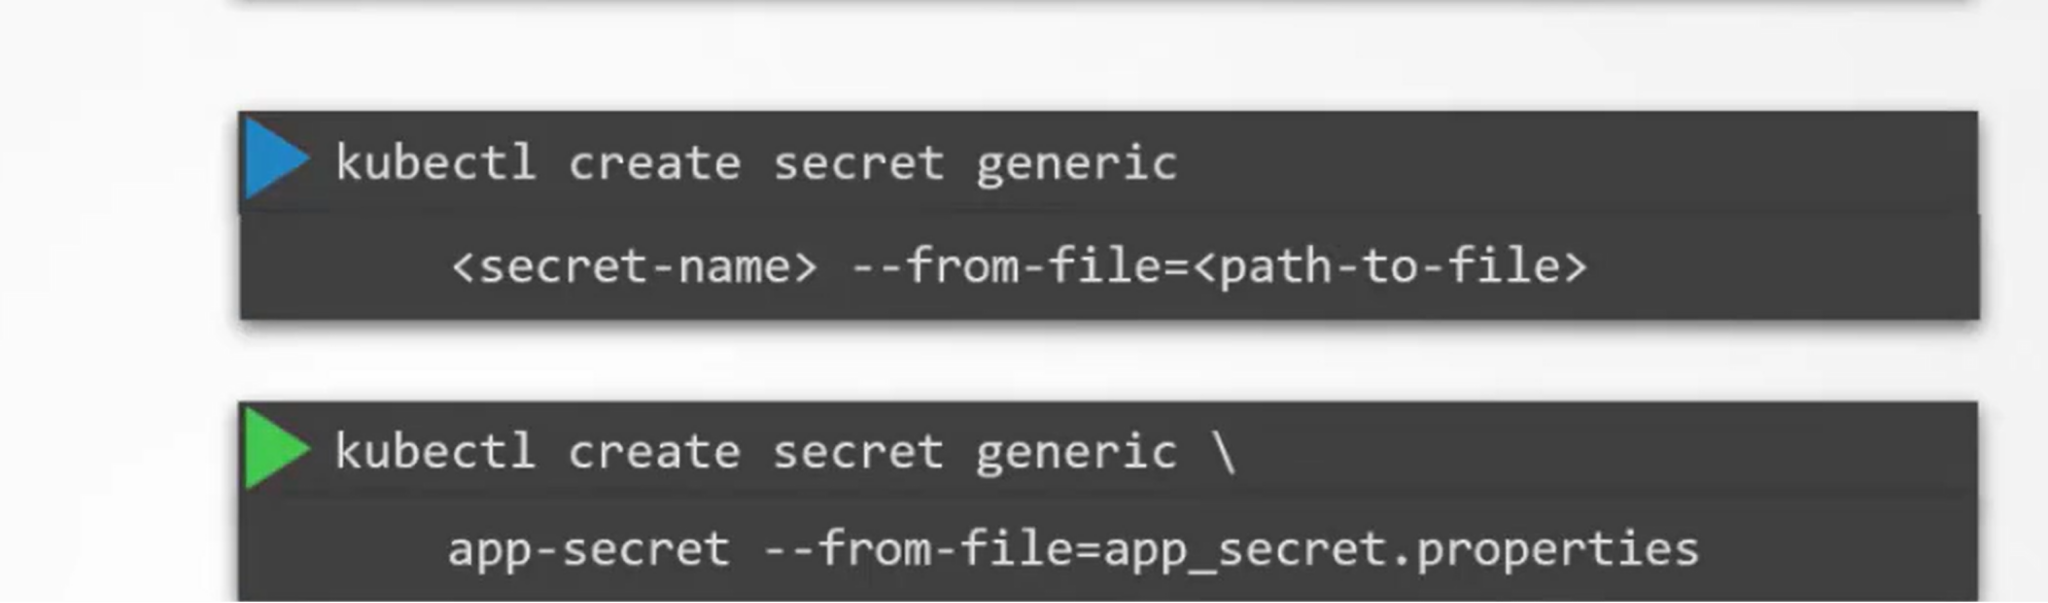 kubectl create secret generic
<secret-name> --from-file=<path-to-file>
kubectl create secret generic \
app-secret --from-file=app_secret.properties